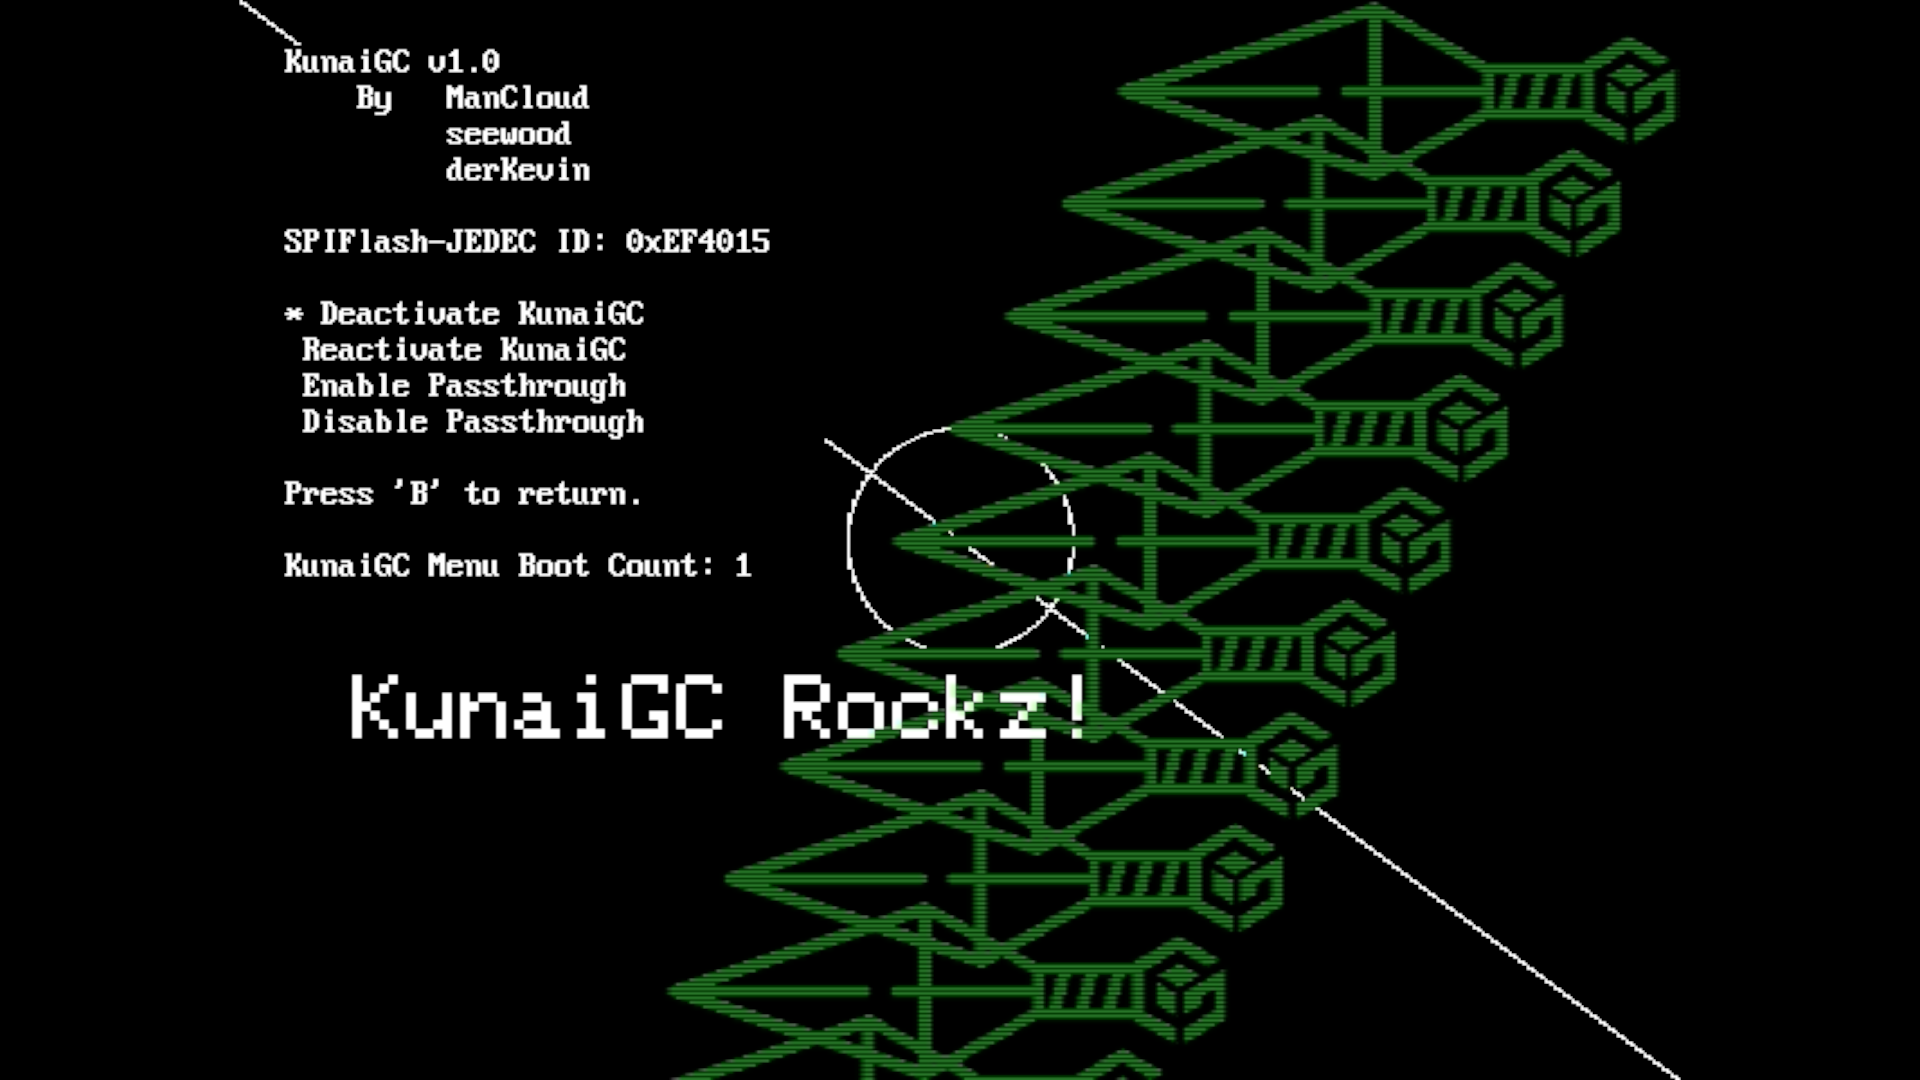 KunaiGC v1.0
By ManCloud
seewood
derKevin
SPIFlash-JEDEC ID: 0xEF4015
* Deactivate KunaiGC
Reactivate KunaiGC
Enable Passthrough
Disable Passthrough
Press 'B' to return.
KunaiGC Menu Boot Count: 1
KunaiGC Rockz!